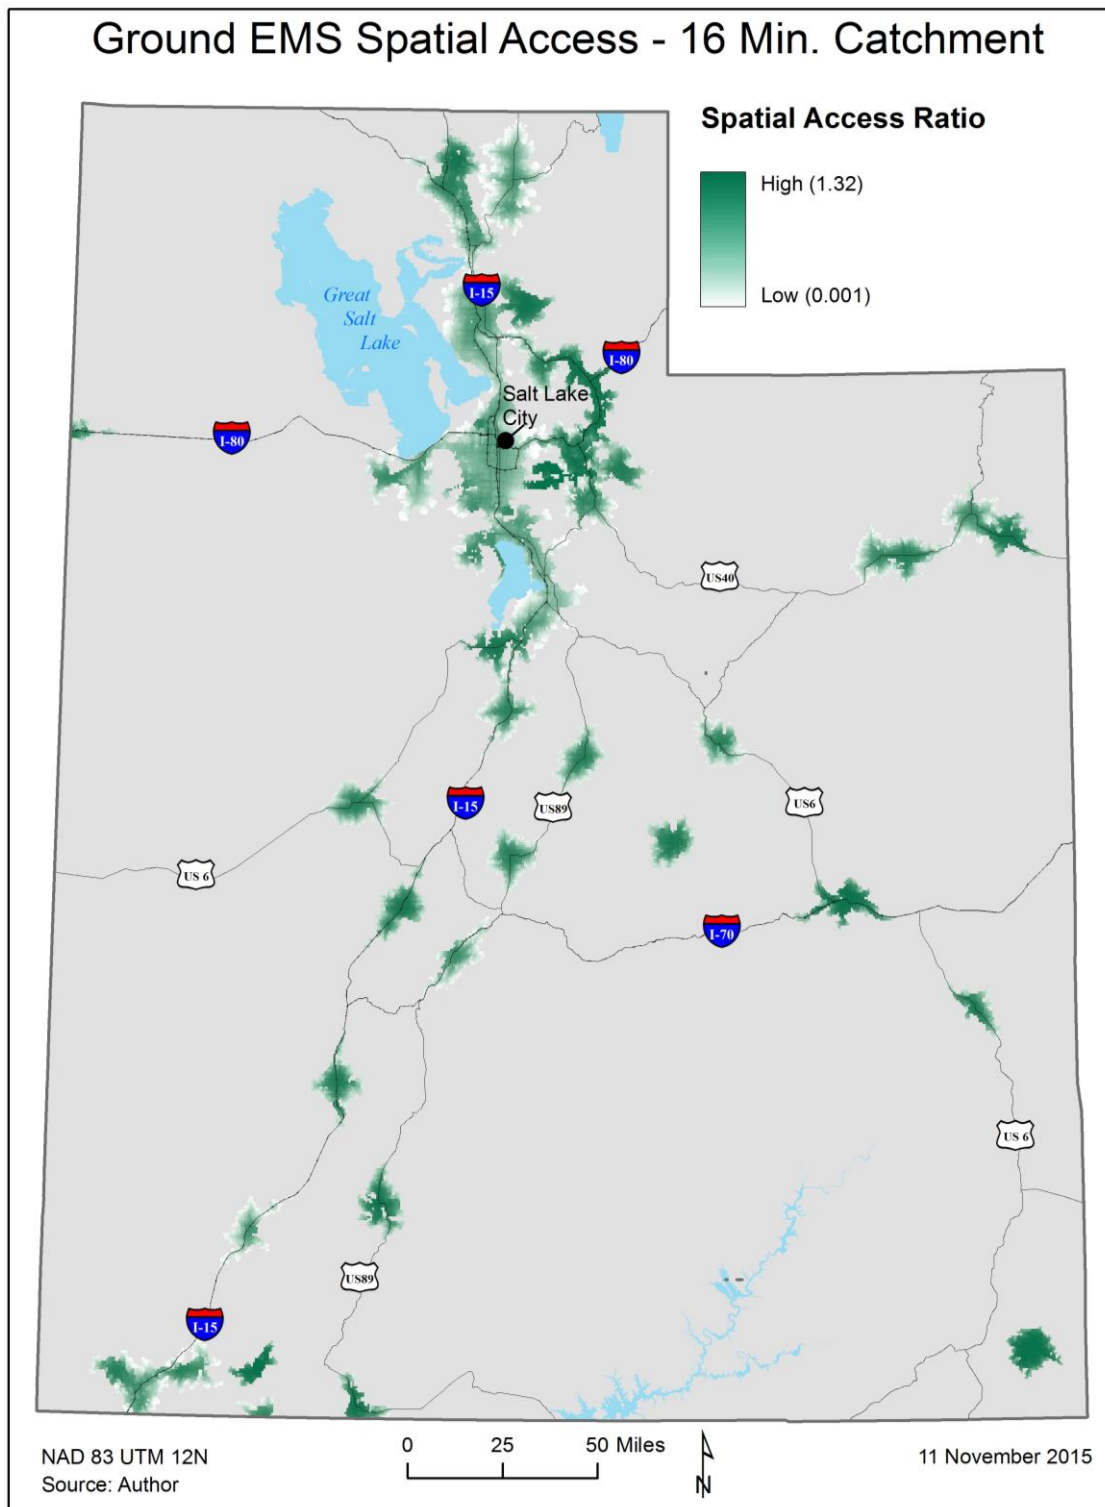 Ground EMS Spatial Access - 16 Min. Catchment
Spatial Access Ratio
High (1.32)
Low (0.001)
I-15
Great
Salt
Lake
I-80
Salt Lake
City
I-80
US40
I-15
US89
US6
US 6
I-70
US 6
US89
I-15
0 25 50 Miles
N
NAD 83 UTM 12N
Source: Author
11 November 2015